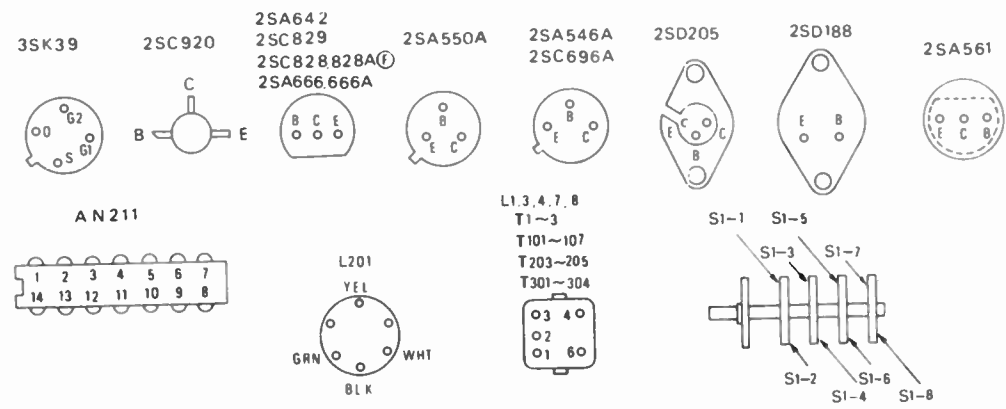 3SK39
D
G2
G1
S
2SC920
C
B
E
2SA642
2SC829
2SC828,828A Ⓕ
2SA666,666A
B C E
2SA550A
B
E C
2SA546A
2SC696A
B
E C
2SD205
E C C
B
2SD188
E B
2SA561
E C B
AN211
1 2 3 4 5 6 7
14 13 12 11 10 9 8
L201
YEL
GRN WHT
BLK
L1,3,4,7,8
T1~3
T101~107
T203~205
T301~304
3 4
2
1 6
S1-1 S1-5
S1-3 S1-7
S1-2 S1-6
S1-4 S1-8